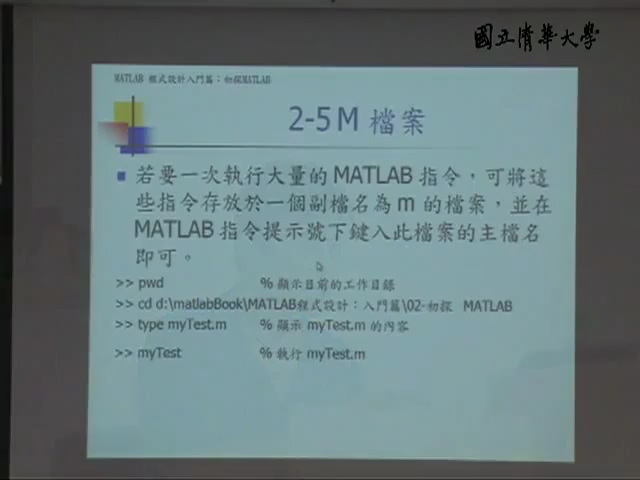 國立清華大學
MATLAB 程式設計入門篇：初探MATLAB
2-5 M 檔案
若要一次執行大量的 MATLAB 指令，可將這
些指令存放於一個副檔名為 m 的檔案，並在
MATLAB 指令提示號下鍵入此檔案的主檔名
即可。
>> pwd % 顯示目前的工作目錄
>> cd d:\matlabBook\MATLAB程式設計：入門篇\02-初探 MATLAB
>> type myTest.m % 顯示 myTest.m 的內容
>> myTest % 執行 myTest.m